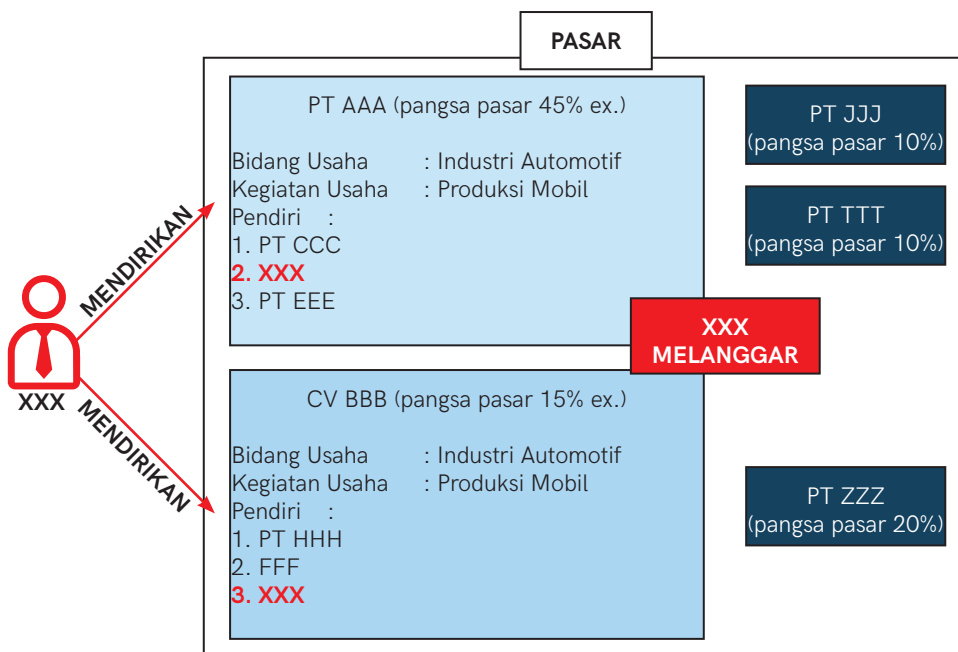 PASAR
PT AAA (pangsa pasar 45% ex.)
Bidang Usaha : Industri Automotif
Kegiatan Usaha : Produksi Mobil
Pendiri :
1. PT CCC
2. XXX
3. PT EEE
PT JJJ
(pangsa pasar 10%)
PT TTT
(pangsa pasar 10%)
MENDIRIKAN
XXX
MENDIRIKAN
XXX
MELANGGAR
CV BBB (pangsa pasar 15% ex.)
Bidang Usaha : Industri Automotif
Kegiatan Usaha : Produksi Mobil
Pendiri :
1. PT HHH
2. FFF
3. XXX
PT ZZZ
(pangsa pasar 20%)